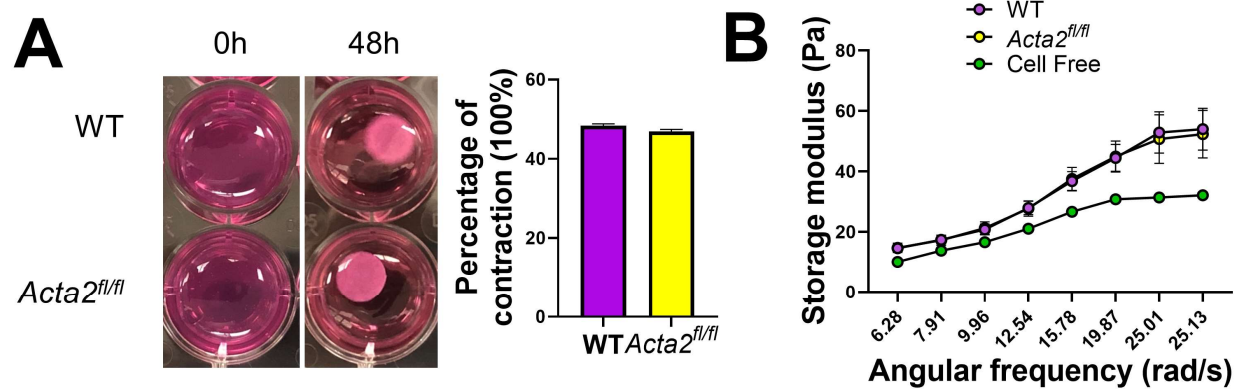 A
0h
48h
WT
Acta2fl/fl
Percentage of
contraction (100%)
60
40
20
0
WT
Acta2fl/fl
B
WT
Acta2fl/fl
Cell Free
Storage modulus (Pa)
80
60
40
20
0
6.28
7.91
9.96
12.54
15.78
19.87
25.01
25.13
Angular frequency (rad/s)